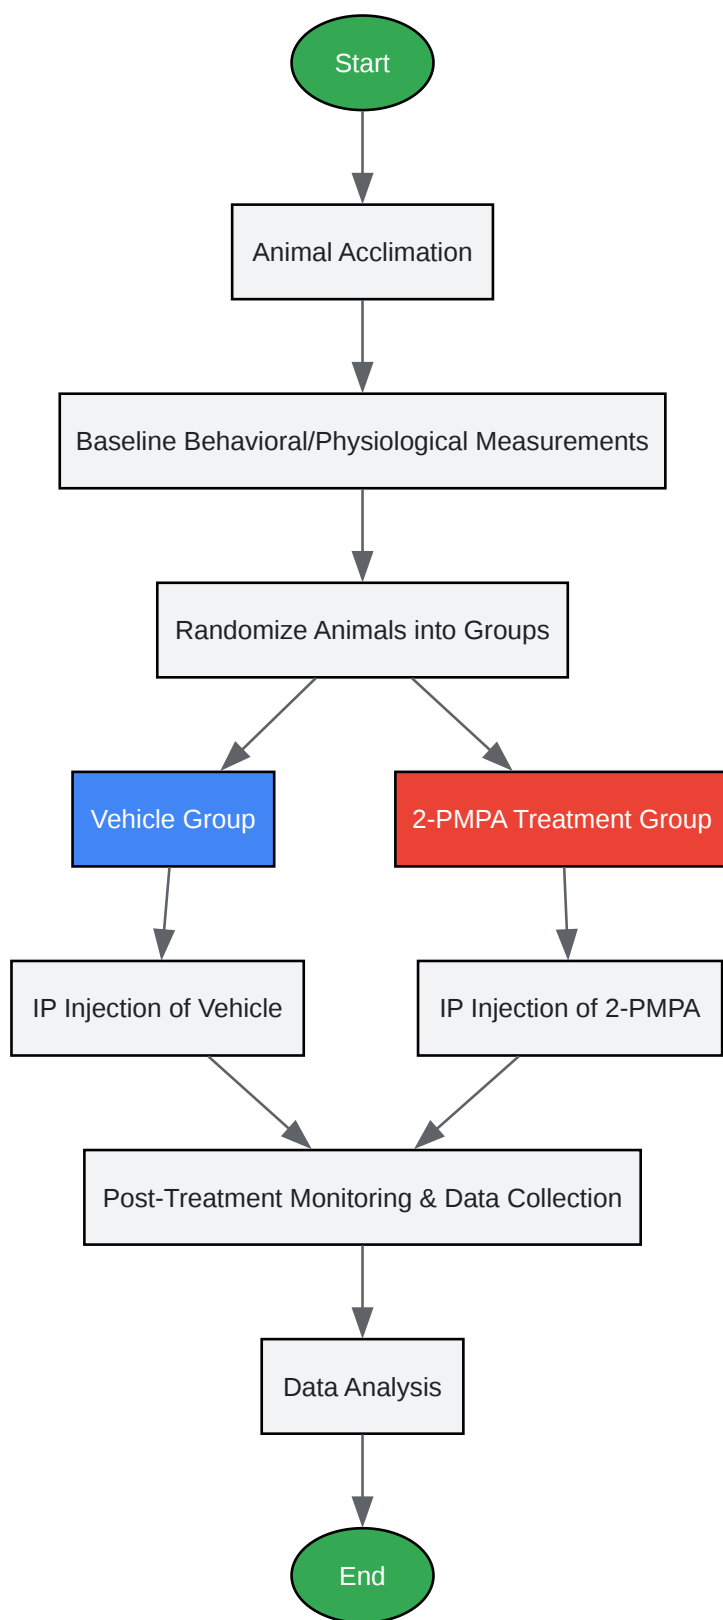 Start
Animal Acclimation
Baseline Behavioral/Physiological Measurements
Randomize Animals into Groups
Vehicle Group
2-PMPA Treatment Group
IP Injection of Vehicle
IP Injection of 2-PMPA
Post-Treatment Monitoring & Data Collection
Data Analysis
End